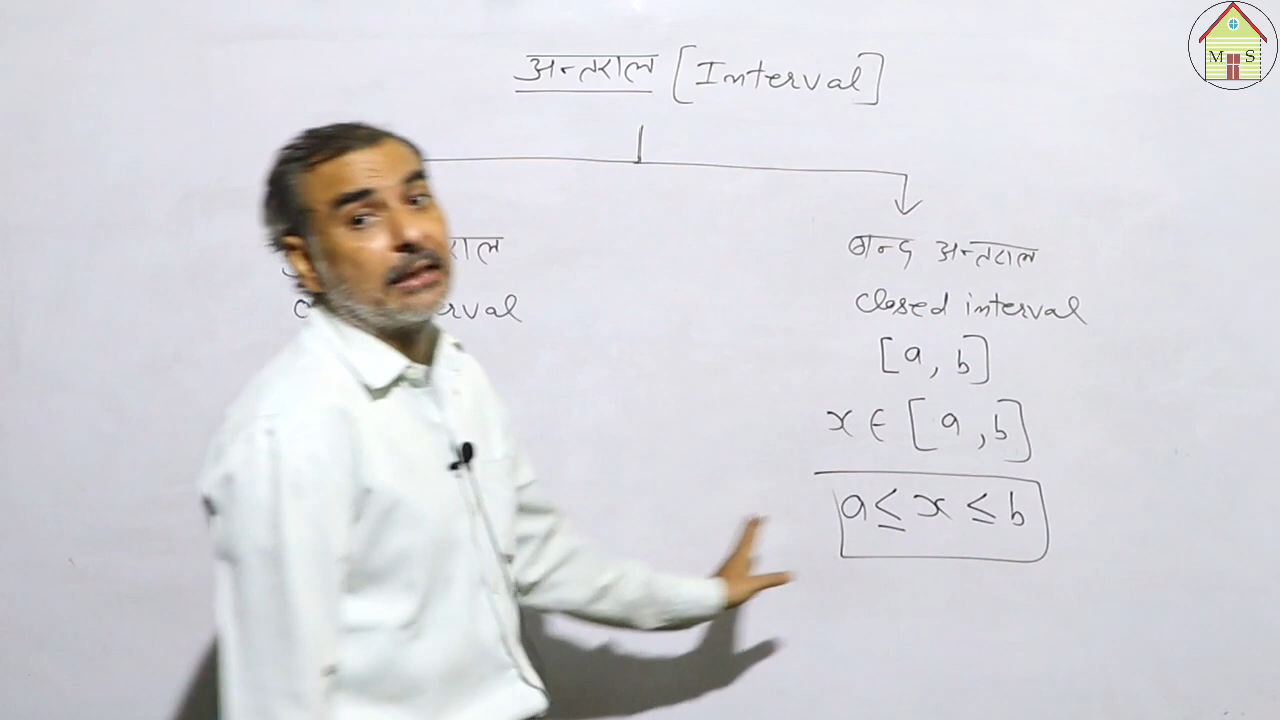 अन्तराल [Interval]
बन्द अन्तराल
closed interval
[a, b]
x ∈ [a, b]
a ≤ x ≤ b
M S